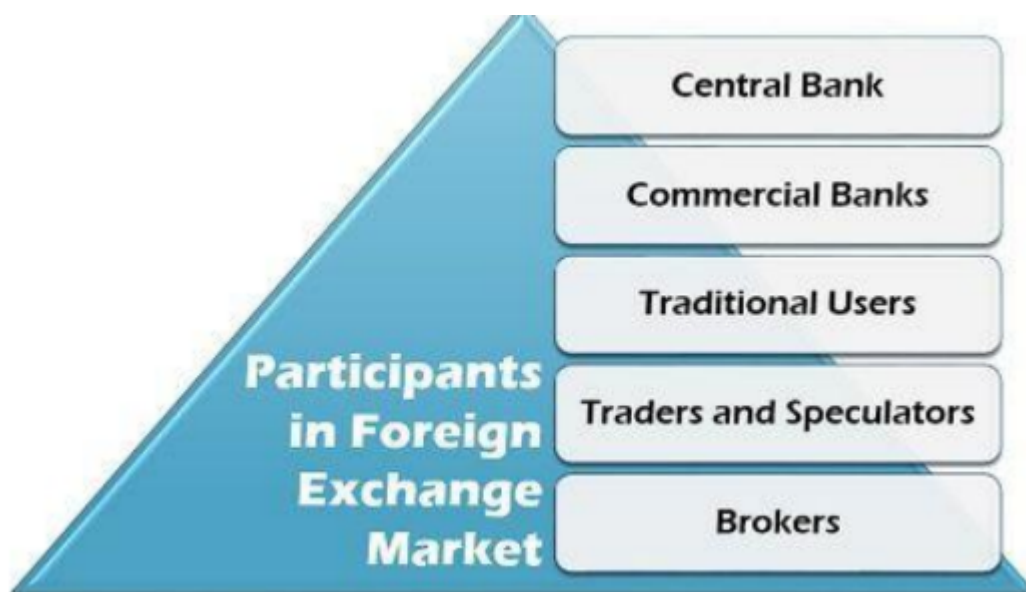 Central Bank
Commercial Banks
Traditional Users
Traders and Speculators
Brokers
Participants
in Foreign
Exchange
Market